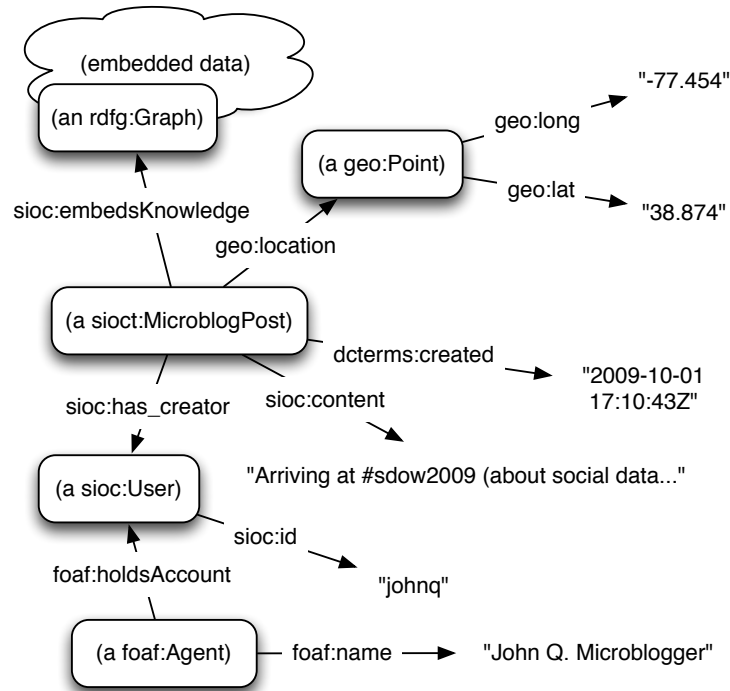 (embedded data)
(an rdfg:Graph)
"-77.454"
geo:long
(a geo:Point)
geo:lat
"38.874"
sioc:embedsKnowledge
geo:location
(a sioct:MicroblogPost)
dcterms:created
"2009-10-01
17:10:43Z"
sioc:has_creator
sioc:content
"Arriving at #sdow2009 (about social data..."
(a sioc:User)
sioc:id
foaf:holdsAccount
"johnq"
(a foaf:Agent)
foaf:name
"John Q. Microblogger"